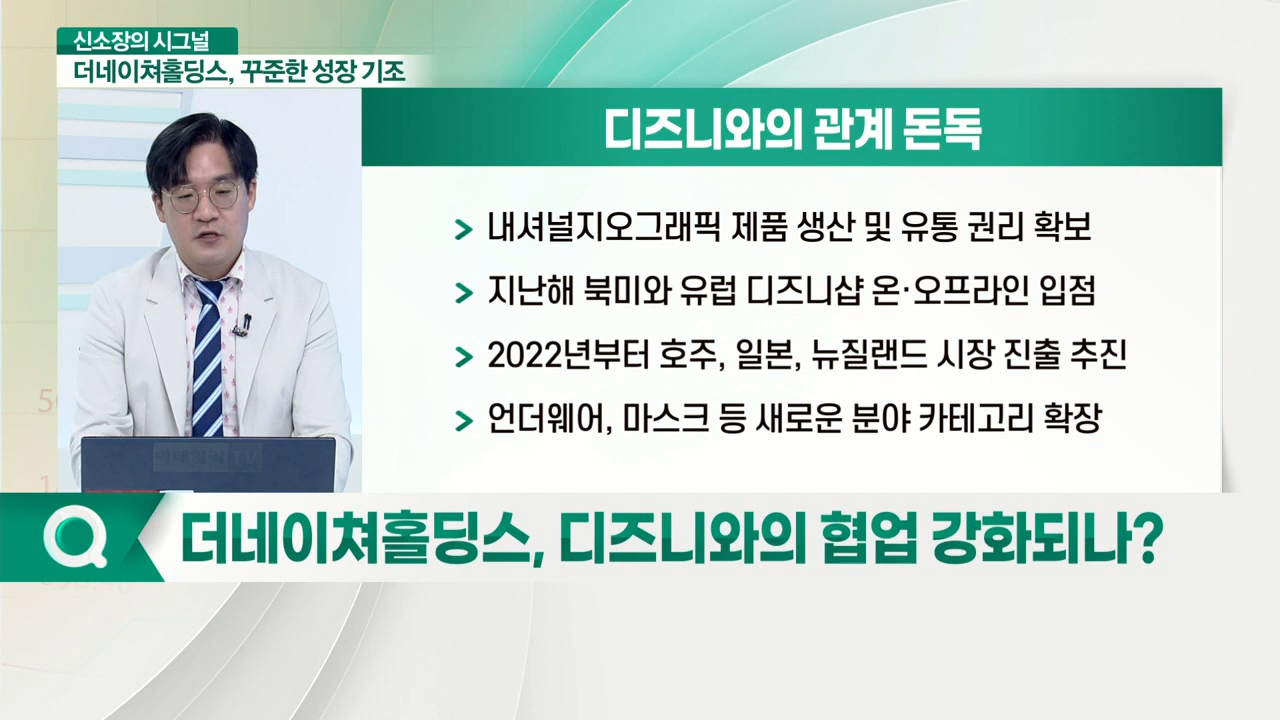 신소장의 시그널
더네이쳐홀딩스, 꾸준한 성장 기조
디즈니와의 관계 돈독
> 내셔널지오그래픽 제품 생산 및 유통 권리 확보
> 지난해 북미와 유럽 디즈니샵 온·오프라인 입점
> 2022년부터 호주, 일본, 뉴질랜드 시장 진출 추진
> 언더웨어, 마스크 등 새로운 분야 카테고리 확장
Q 더네이쳐홀딩스, 디즈니와의 협업 강화되나?